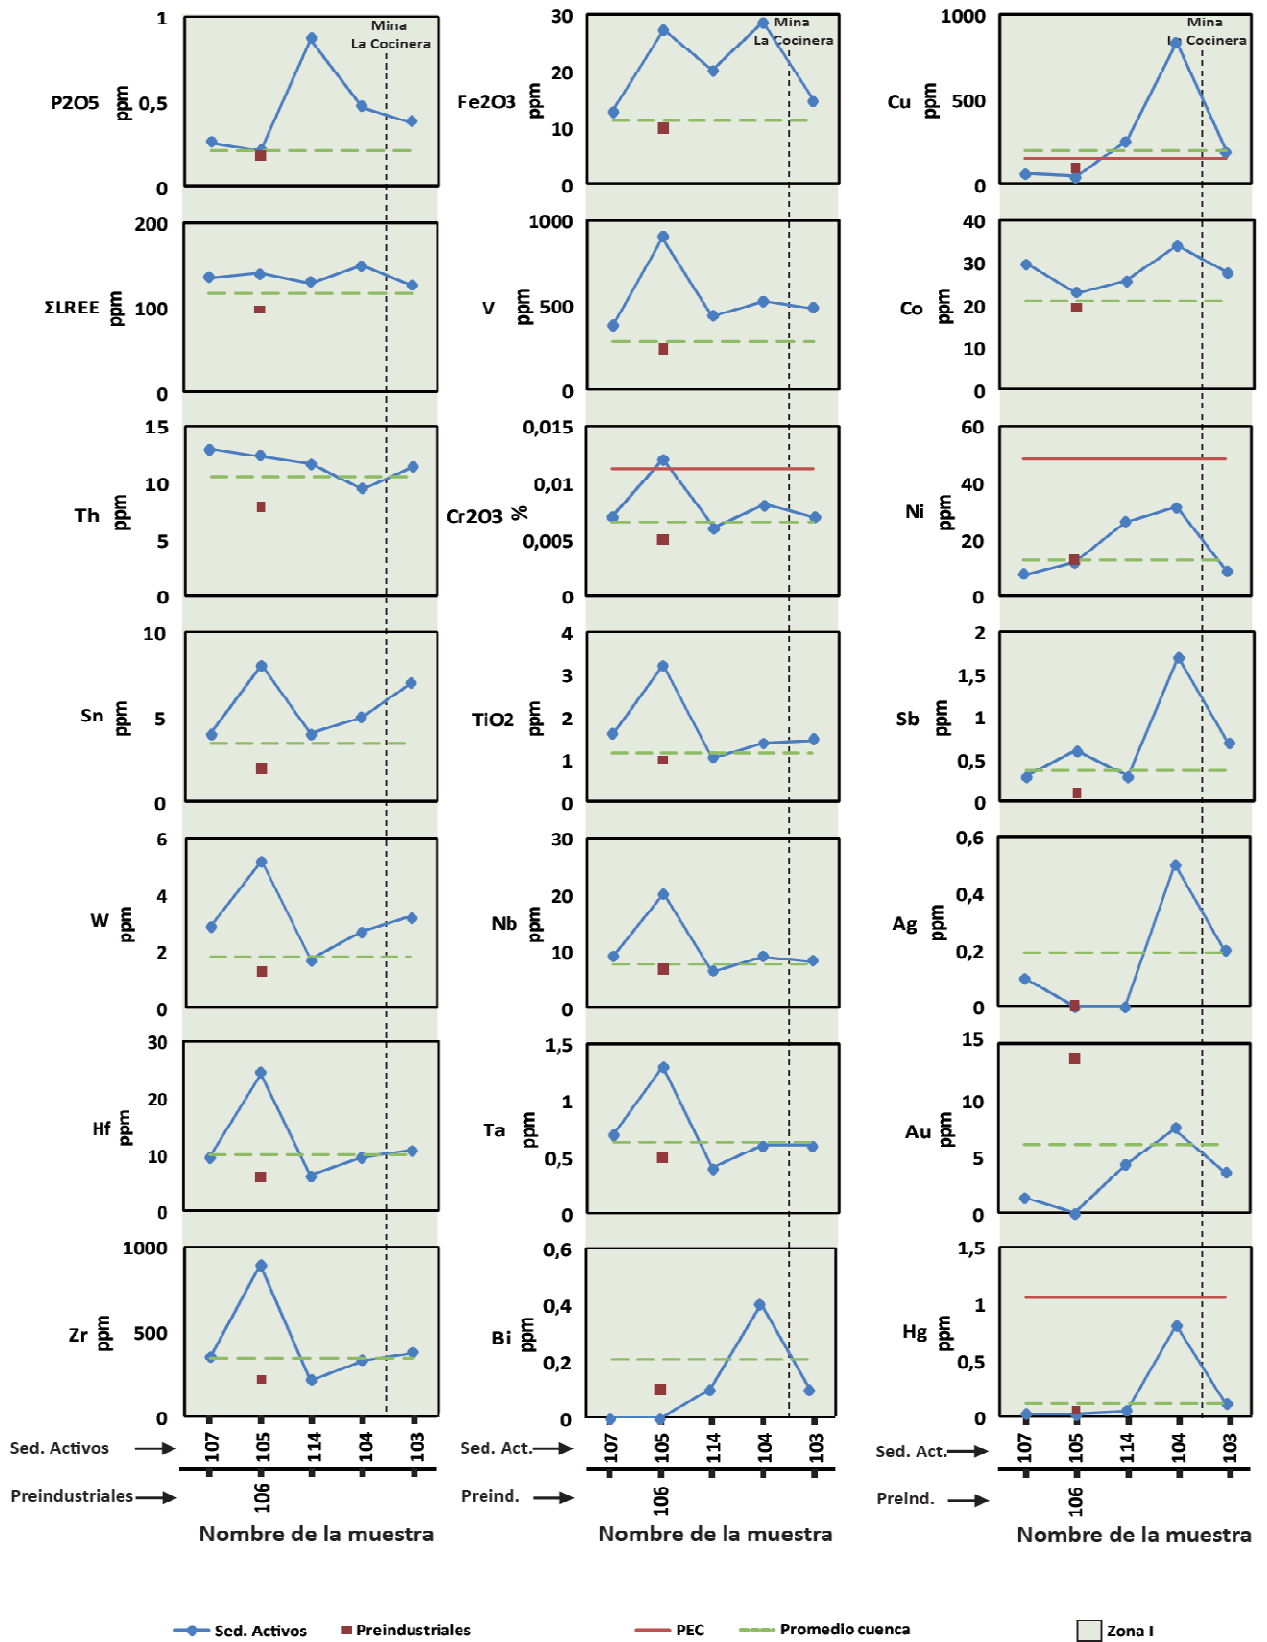 Mina
La Cocinera
1
0,5
0
P2O5
ppm
Mina
La Cocinera
30
20
10
0
Fe2O3
ppm
Mina
La Cocinera
1000
500
0
Cu
ppm
200
100
0
ΣLREE
ppm
1000
500
0
V
ppm
40
30
20
10
0
Co
ppm
15
10
5
0
Th
ppm
0,015
0,01
0,005
0
Cr2O3
%
60
40
20
0
Ni
ppm
10
5
0
Sn
ppm
4
3
2
1
0
TiO2
ppm
2
1,5
1
0,5
0
Sb
ppm
6
4
2
0
W
ppm
30
20
10
0
Nb
ppm
0,6
0,4
0,2
0
Ag
ppm
30
20
10
0
Hf
ppm
1,5
1
0,5
0
Ta
ppm
15
10
5
0
Au
ppm
1000
500
0
Zr
ppm
0,6
0,4
0,2
0
Bi
ppm
1,5
1
0,5
0
Hg
ppm
Sed. Activos
107 105 114 104 103
Preindustriales
106
Nombre de la muestra
Sed. Act.
107 105 114 104 103
Preind.
106
Nombre de la muestra
Sed. Act.
107 105 114 104 103
Preind.
106
Nombre de la muestra
Sed. Activos
Preindustriales
PEC
Promedio cuenca
Zona I